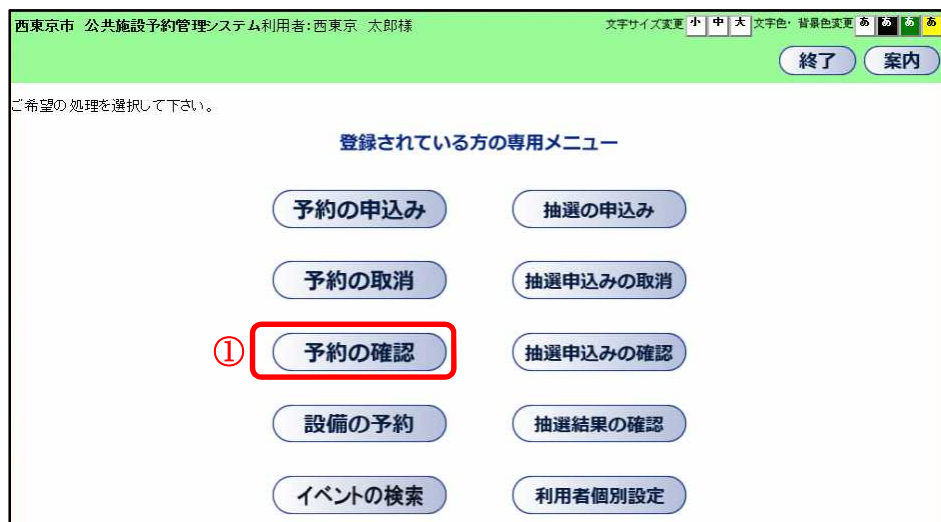 西東京市 公共施設予約管理システム利用者:西東京 太郎様 文字サイズ変更 小 中 大 文字色・背景色変更 あ あ あ あ
終了 案内
ご希望の処理を選択して下さい。
登録されている方の専用メニュー
予約の申込み 抽選の申込み
予約の取消 抽選申込みの取消
① 予約の確認 抽選申込みの確認
設備の予約 抽選結果の確認
イベントの検索 利用者個別設定